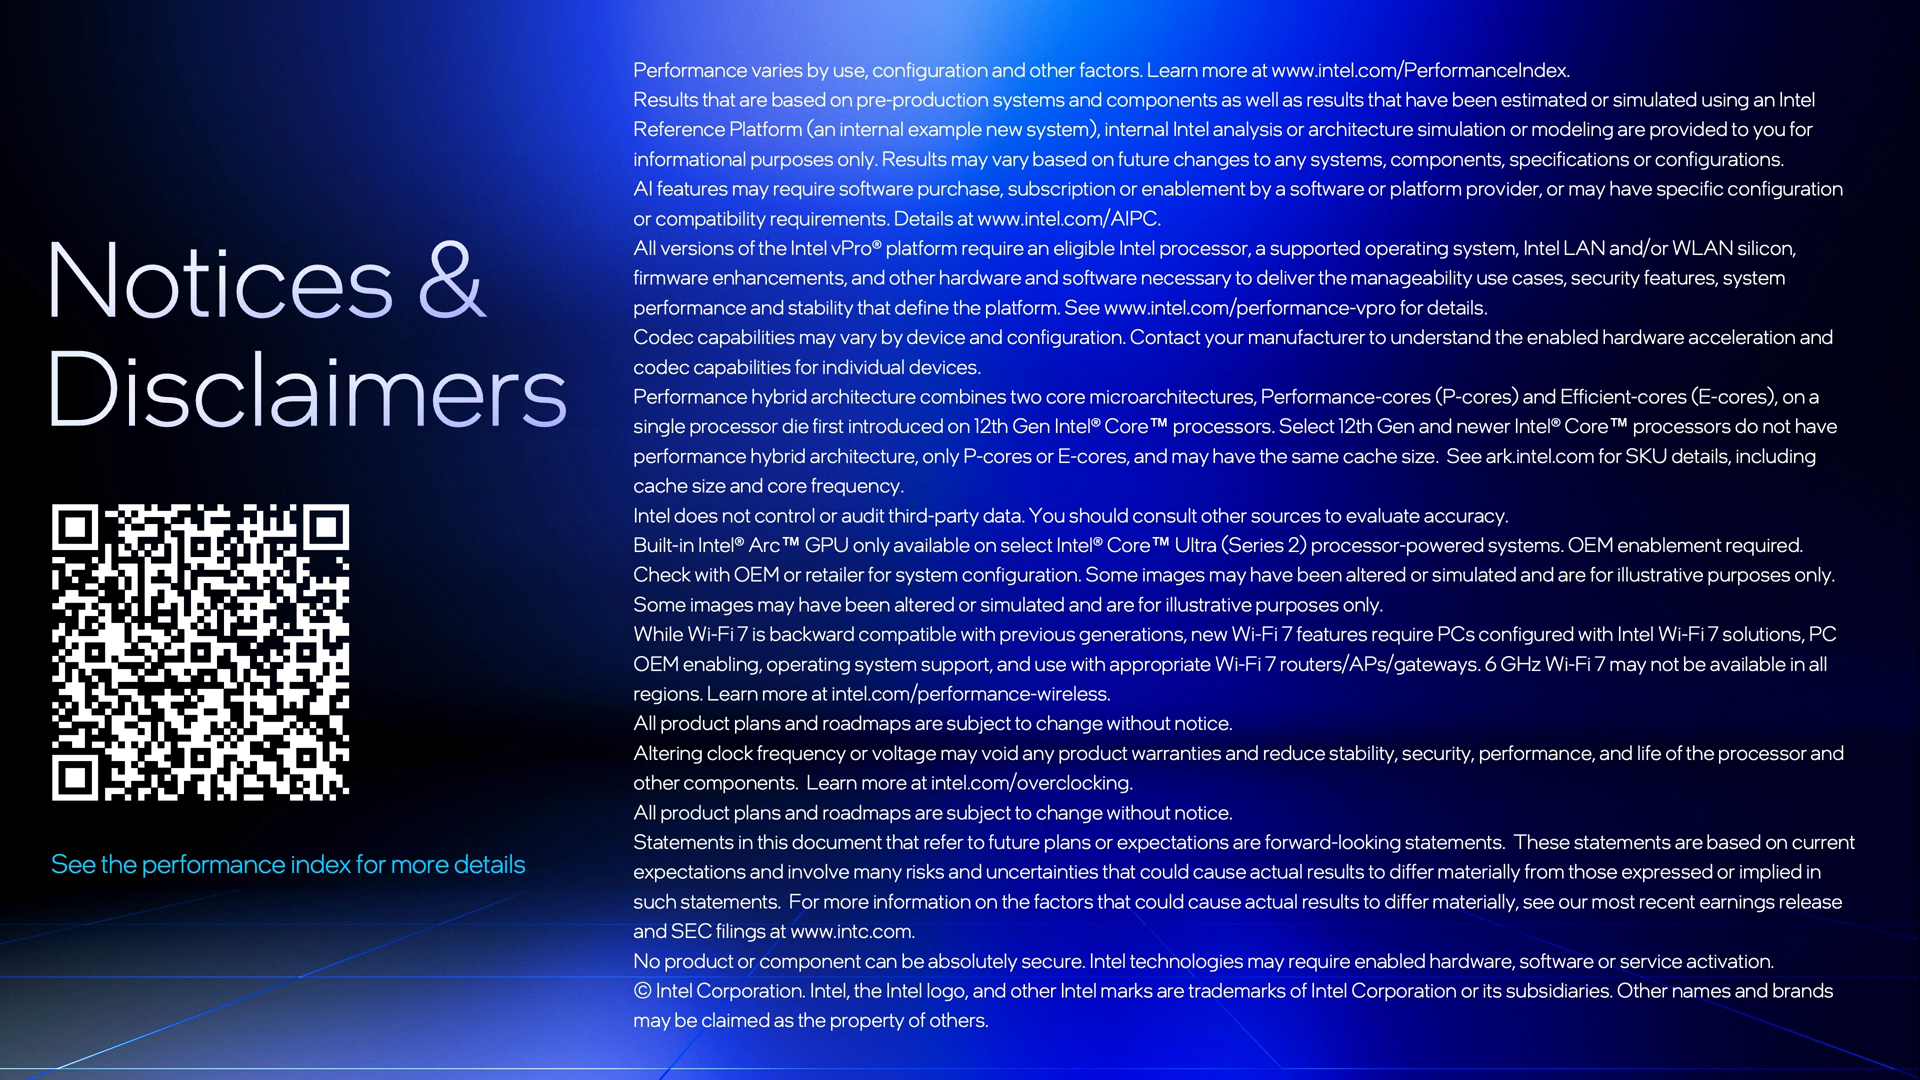 Notices &
Disclaimers
See the performance index for more details
Performance varies by use, configuration and other factors. Learn more at www.intel.com/PerformanceIndex.
Results that are based on pre-production systems and components as well as results that have been estimated or simulated using an Intel
Reference Platform (an internal example new system), internal Intel analysis or architecture simulation or modeling are provided to you for
informational purposes only. Results may vary based on future changes to any systems, components, specifications or configurations.
AI features may require software purchase, subscription or enablement by a software or platform provider, or may have specific configuration
or compatibility requirements. Details at www.intel.com/AIPC.
All versions of the Intel vPro® platform require an eligible Intel processor, a supported operating system, Intel LAN and/or WLAN silicon,
firmware enhancements, and other hardware and software necessary to deliver the manageability use cases, security features, system
performance and stability that define the platform. See www.intel.com/performance-vpro for details.
Codec capabilities may vary by device and configuration. Contact your manufacturer to understand the enabled hardware acceleration and
codec capabilities for individual devices.
Performance hybrid architecture combines two core microarchitectures, Performance-cores (P-cores) and Efficient-cores (E-cores), on a
single processor die first introduced on 12th Gen Intel® Core™ processors. Select 12th Gen and newer Intel® Core™ processors do not have
performance hybrid architecture, only P-cores or E-cores, and may have the same cache size.  See ark.intel.com for SKU details, including
cache size and core frequency.
Intel does not control or audit third-party data. You should consult other sources to evaluate accuracy.
Built-in Intel® Arc™ GPU only available on select Intel® Core™ Ultra (Series 2) processor-powered systems. OEM enablement required.
Check with OEM or retailer for system configuration. Some images may have been altered or simulated and are for illustrative purposes only.
Some images may have been altered or simulated and are for illustrative purposes only.
While Wi-Fi 7 is backward compatible with previous generations, new Wi-Fi 7 features require PCs configured with Intel Wi-Fi 7 solutions, PC
OEM enabling, operating system support, and use with appropriate Wi-Fi 7 routers/APs/gateways. 6 GHz Wi-Fi 7 may not be available in all
regions. Learn more at intel.com/performance-wireless.
All product plans and roadmaps are subject to change without notice.
Altering clock frequency or voltage may void any product warranties and reduce stability, security, performance, and life of the processor and
other components.  Learn more at intel.com/overclocking.
All product plans and roadmaps are subject to change without notice.
Statements in this document that refer to future plans or expectations are forward-looking statements.  These statements are based on current
expectations and involve many risks and uncertainties that could cause actual results to differ materially from those expressed or implied in
such statements.  For more information on the factors that could cause actual results to differ materially, see our most recent earnings release
and SEC filings at www.intc.com.
No product or component can be absolutely secure. Intel technologies may require enabled hardware, software or service activation.
© Intel Corporation. Intel, the Intel logo, and other Intel marks are trademarks of Intel Corporation or its subsidiaries. Other names and brands
may be claimed as the property of others.